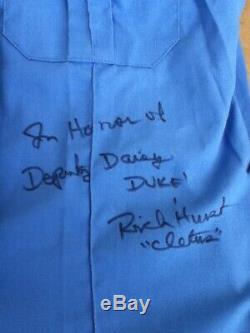 In Honor of
Deputy Daisy
DUKE'
Rick Hurst
"Cletus"